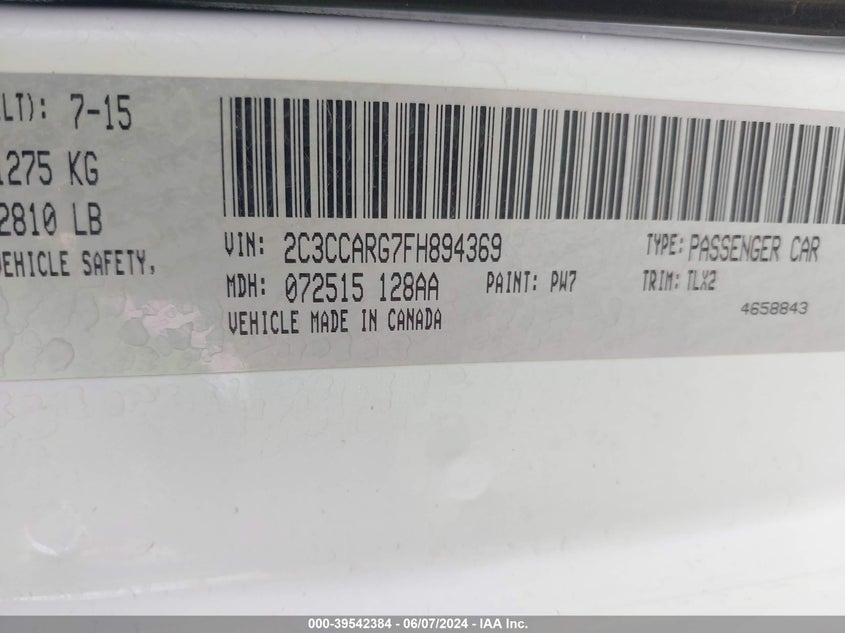 LT): 7-15
1275 KG
2810 LB
VEHICLE SAFETY,
VIN: 2C3CCARG7FH894369
TYPE: PASSENGER CAR
MDH: 072515 128AA
PAINT: PW7
TRIM: TLX2
VEHICLE MADE IN CANADA
4658843
000-39542384 - 06/07/2024 - IAA Inc.